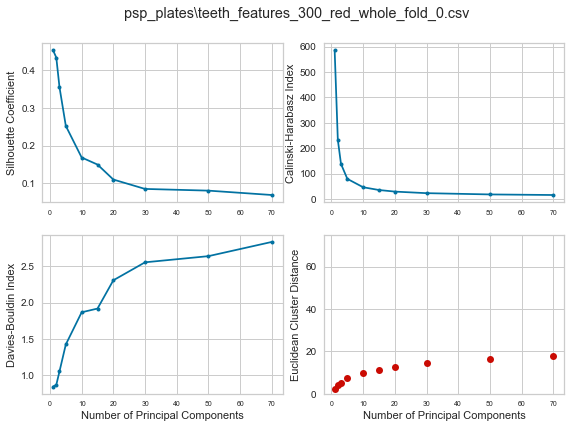 psp_plates\teeth_features_300_red_whole_fold_0.csv
Silhouette Coefficient
0.4
0.3
0.2
0.1
0 10 20 30 40 50 60 70
Calinski-Harabasz Index
600
500
400
300
200
100
0
0 10 20 30 40 50 60 70
Davies-Bouldin Index
2.5
2.0
1.5
1.0
0 10 20 30 40 50 60 70
Number of Principal Components
Euclidean Cluster Distance
60
40
20
0
0 10 20 30 40 50 60 70
Number of Principal Components